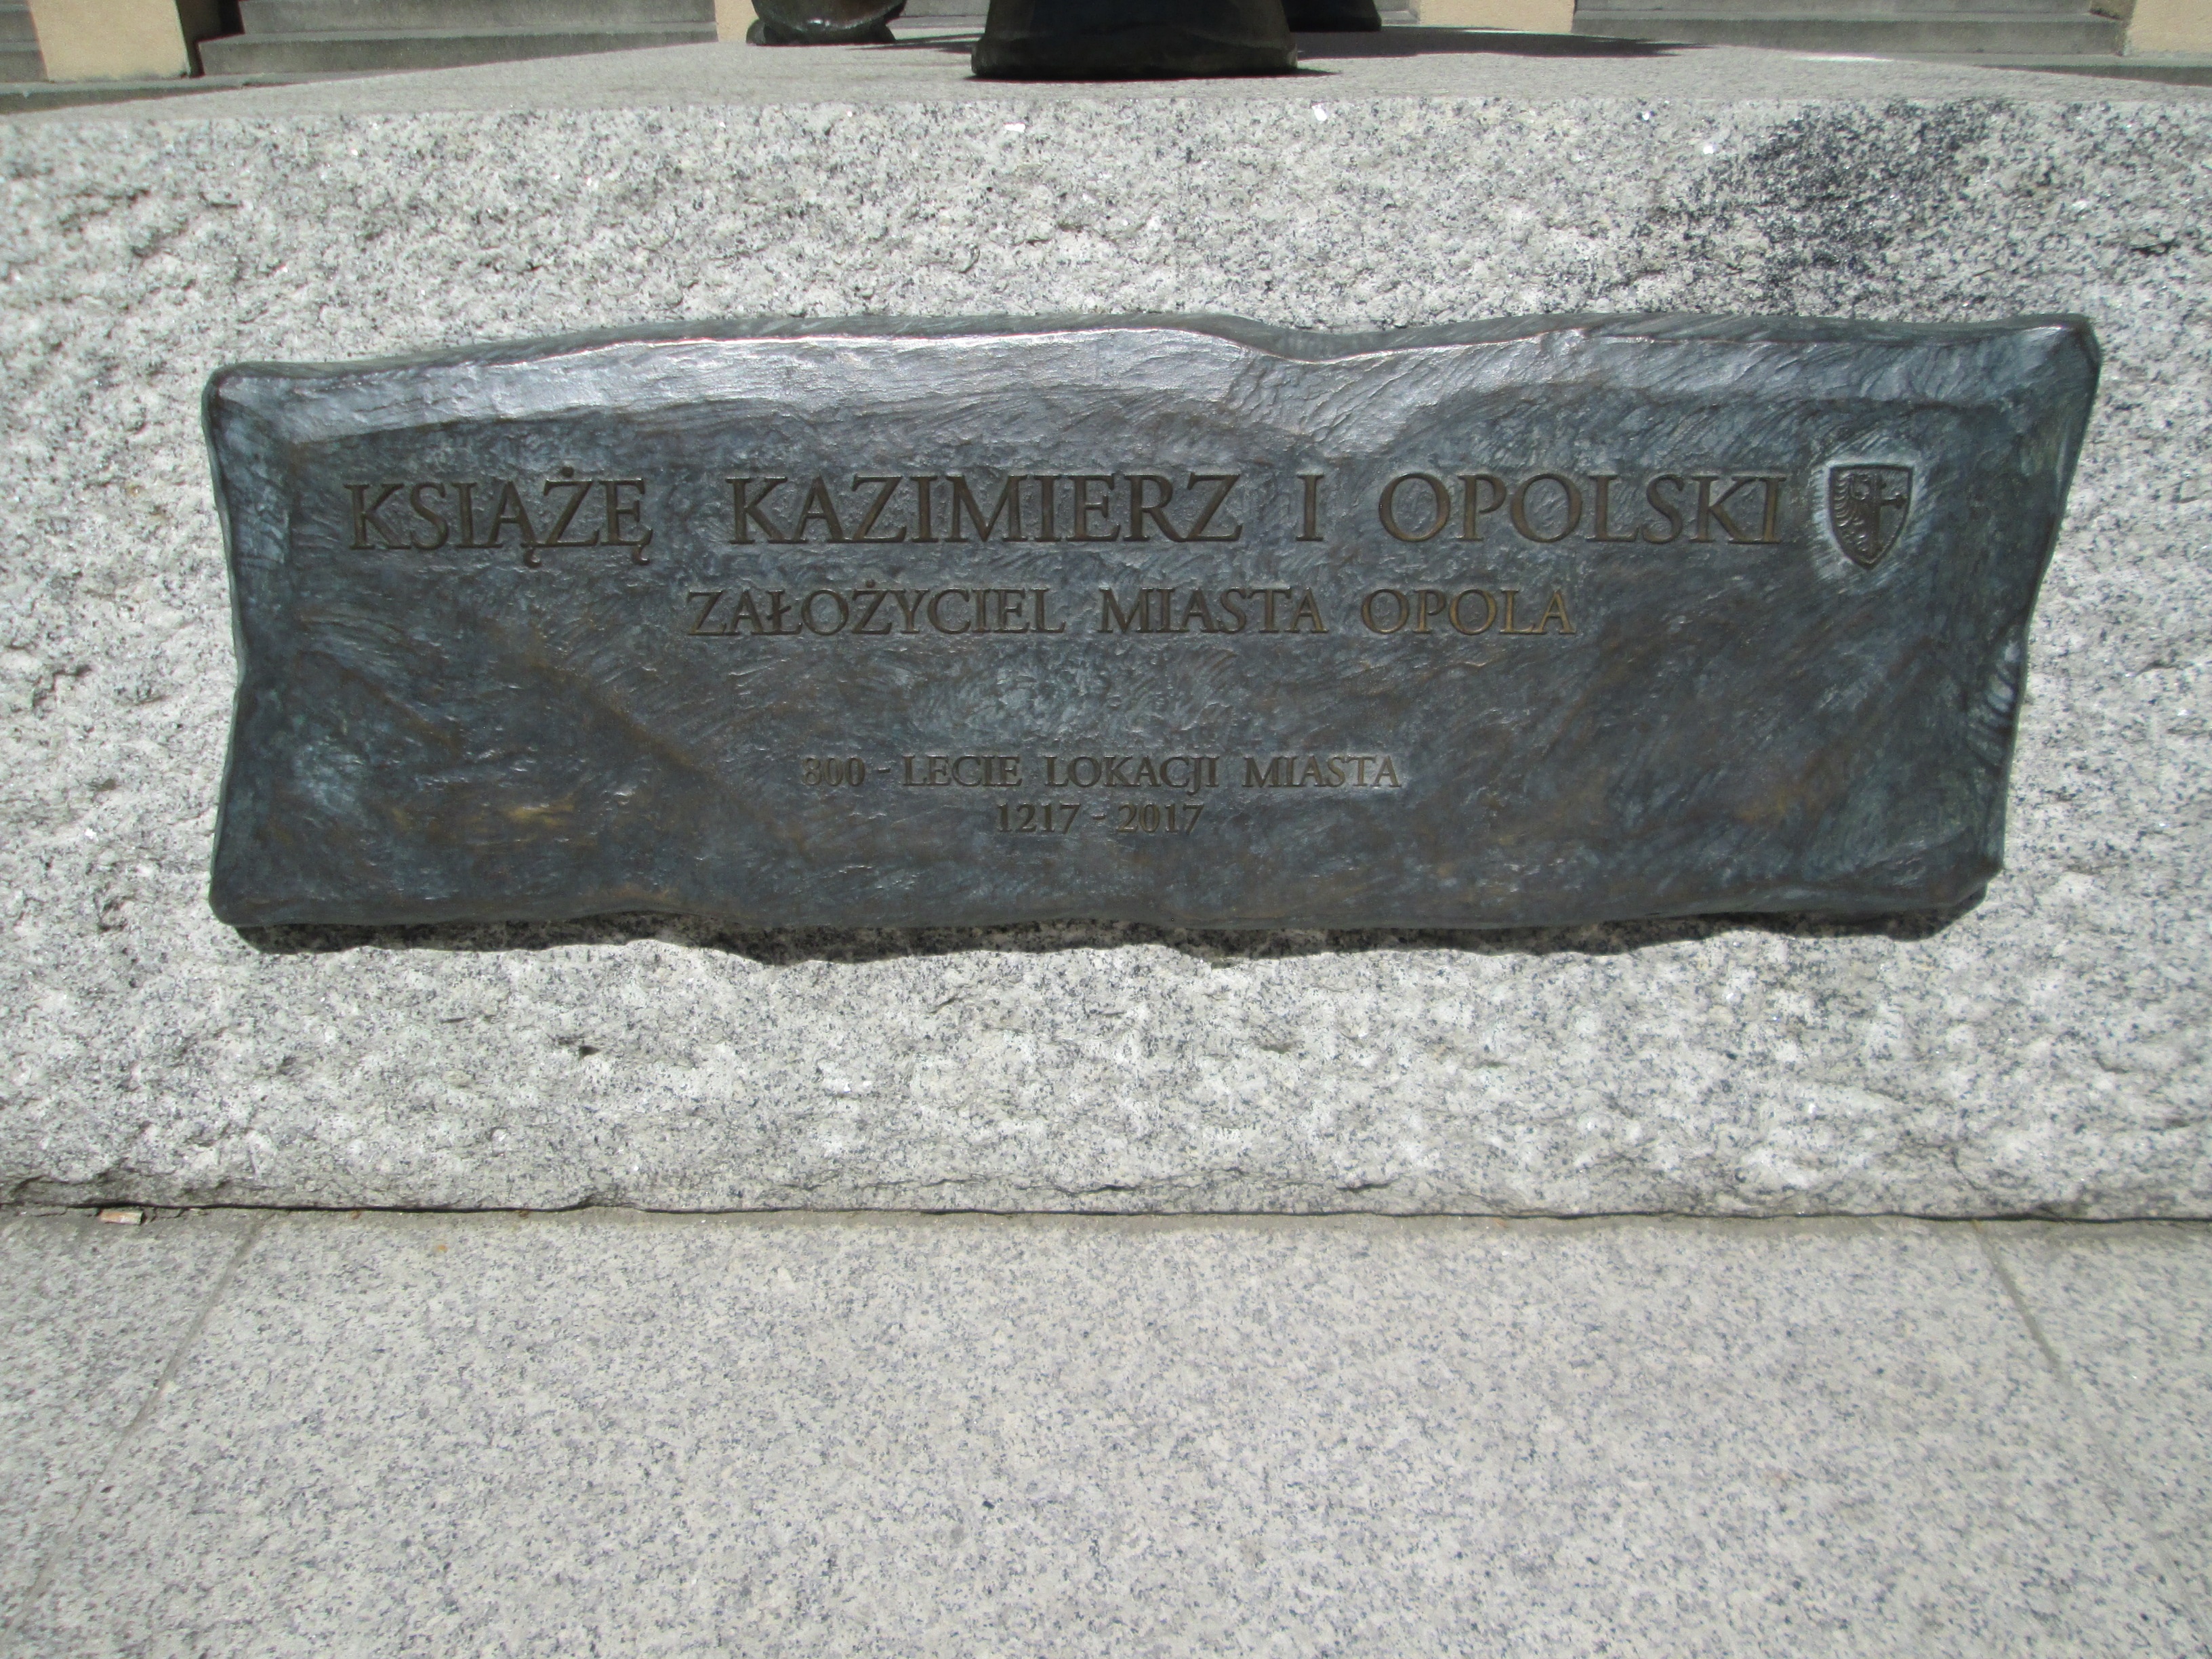 KSIĄŻĘ KAZIMIERZ I OPOLSKI
ZAŁOŻYCIEL MIASTA OPOLA
800 - LECIE LOKACJI MIASTA
1217 - 2017